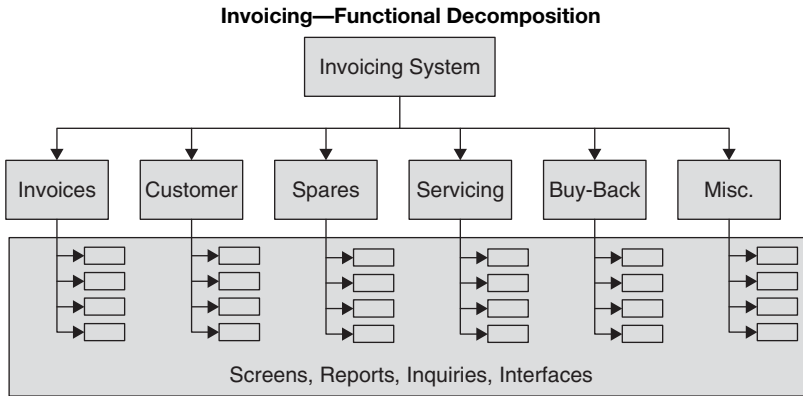 Invoicing—Functional Decomposition
Invoicing System
Invoices
Customer
Spares
Servicing
Buy-Back
Misc.
Screens, Reports, Inquiries, Interfaces